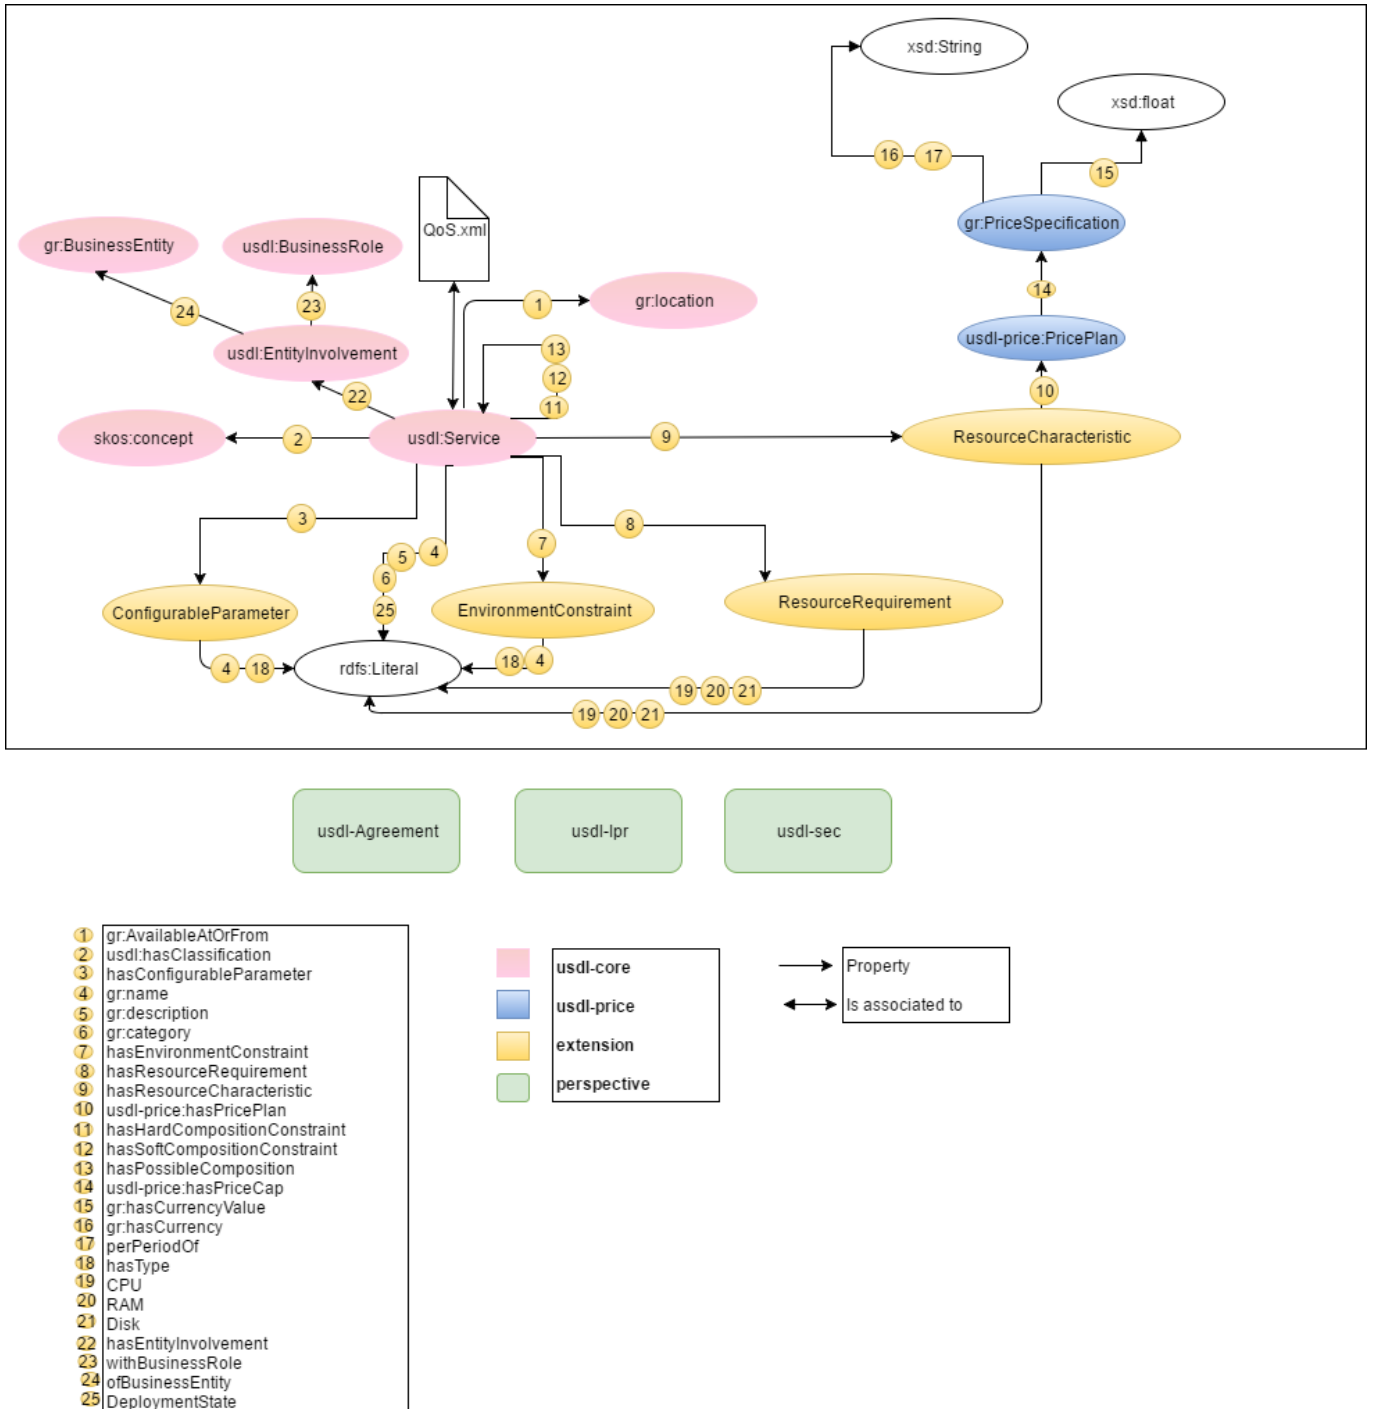 xsd:String
xsd:float
16 17
15
gr:PriceSpecification
QoS.xml
gr:BusinessEntity
usdl:BusinessRole
14
1
gr:location
24
23
usdl-price:PricePlan
usdl:EntityInvolvement
13
12
11
22
10
skos:concept
2
usdl:Service
9
ResourceCharacteristic
3
8
7
5 4
6
25
ConfigurableParameter
EnvironmentConstraint
ResourceRequirement
4 18
rdfs:Literal
18 4
19 20 21
19 20 21
usdl-Agreement
usdl-Ipr
usdl-sec
1 gr:AvailableAtOrFrom
2 usdl:hasClassification
3 hasConfigurableParameter
4 gr:name
5 gr:description
6 gr:category
7 hasEnvironmentConstraint
8 hasResourceRequirement
9 hasResourceCharacteristic
10 usdl-price:hasPricePlan
11 hasHardCompositionConstraint
12 hasSoftCompositionConstraint
13 hasPossibleComposition
14 usdl-price:hasPriceCap
15 gr:hasCurrencyValue
16 gr:hasCurrency
17 perPeriodOf
18 hasType
19 CPU
20 RAM
21 Disk
22 hasEntityInvolvement
23 withBusinessRole
24 ofBusinessEntity
25 DeploymentState
usdl-core
usdl-price
extension
perspective
Property
Is associated to